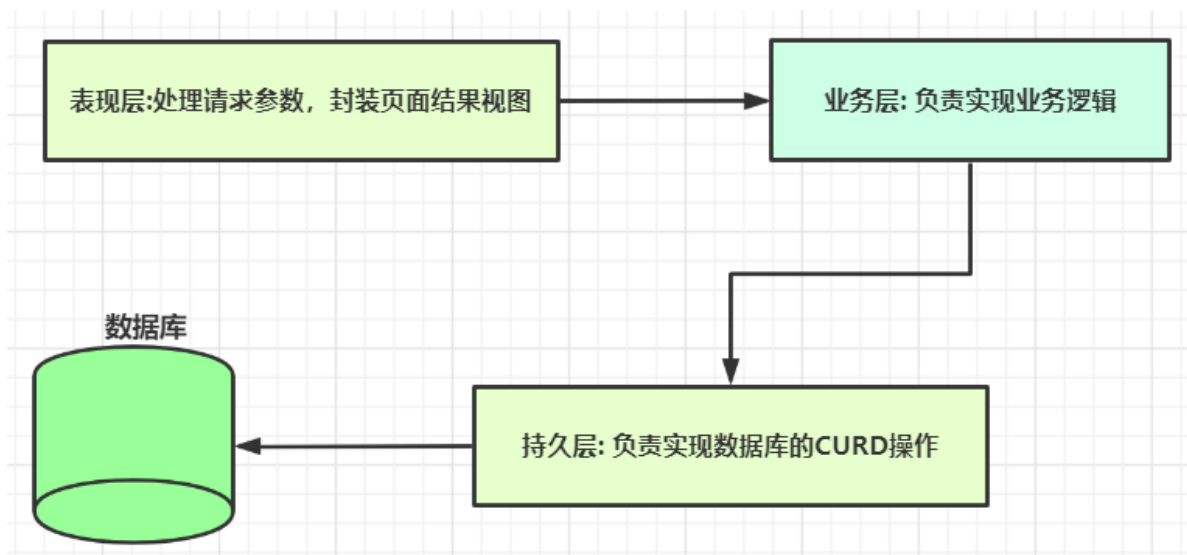 表现层:处理请求参数，封装页面结果视图
业务层: 负责实现业务逻辑
数据库
持久层: 负责实现数据库的CURD操作